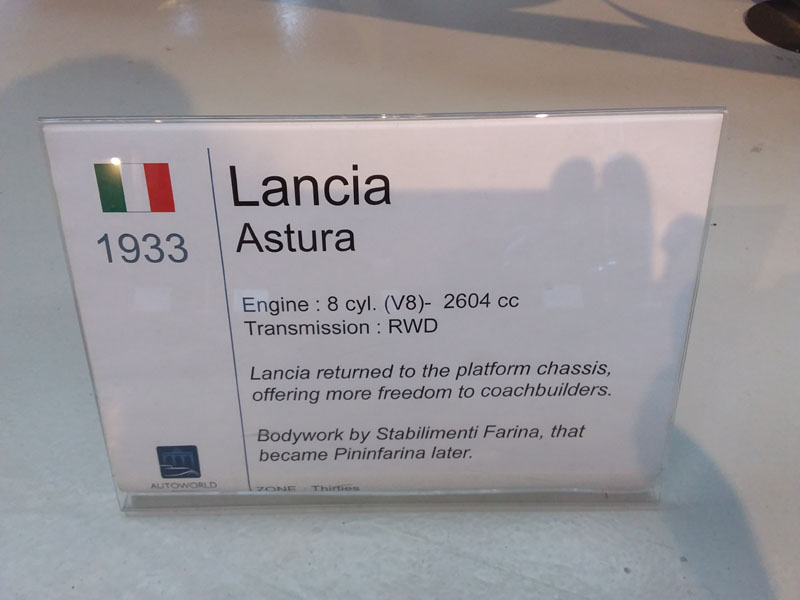 Lancia
Astura
1933
Engine : 8 cyl. (V8)- 2604 cc
Transmission : RWD
Lancia returned to the platform chassis,
offering more freedom to coachbuilders.
Bodywork by Stabilimenti Farina, that
became Pininfarina later.
AUTOWORLD
ZONE : Thirties